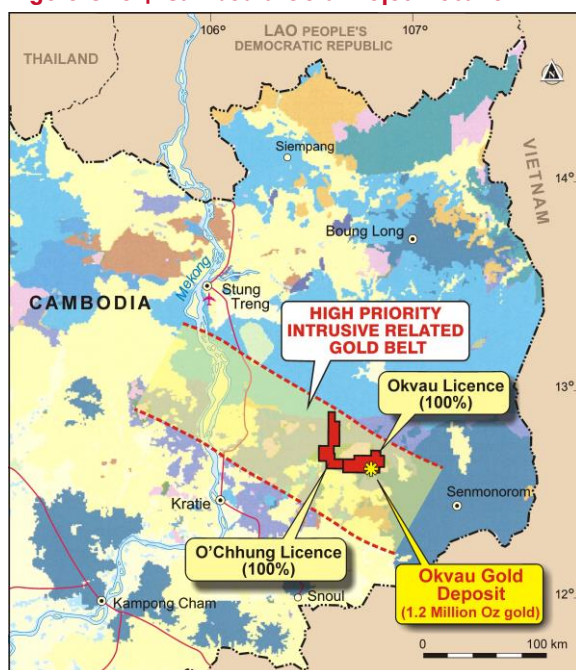 106°
107°
LAO PEOPLE'S
DEMOCRATIC REPUBLIC
THAILAND
N
VIETNAM
Siempang
14°
Boung Long
Mekong
Stung
Treng
CAMBODIA
HIGH PRIORITY
INTRUSIVE RELATED
GOLD BELT
13°
Okvau Licence
(100%)
Senmonorom
Kratie
O'Chhung Licence
(100%)
Okvau Gold
Deposit
(1.2 Million Oz gold)
12°
Kampong Cham
Snoul
0
100 km